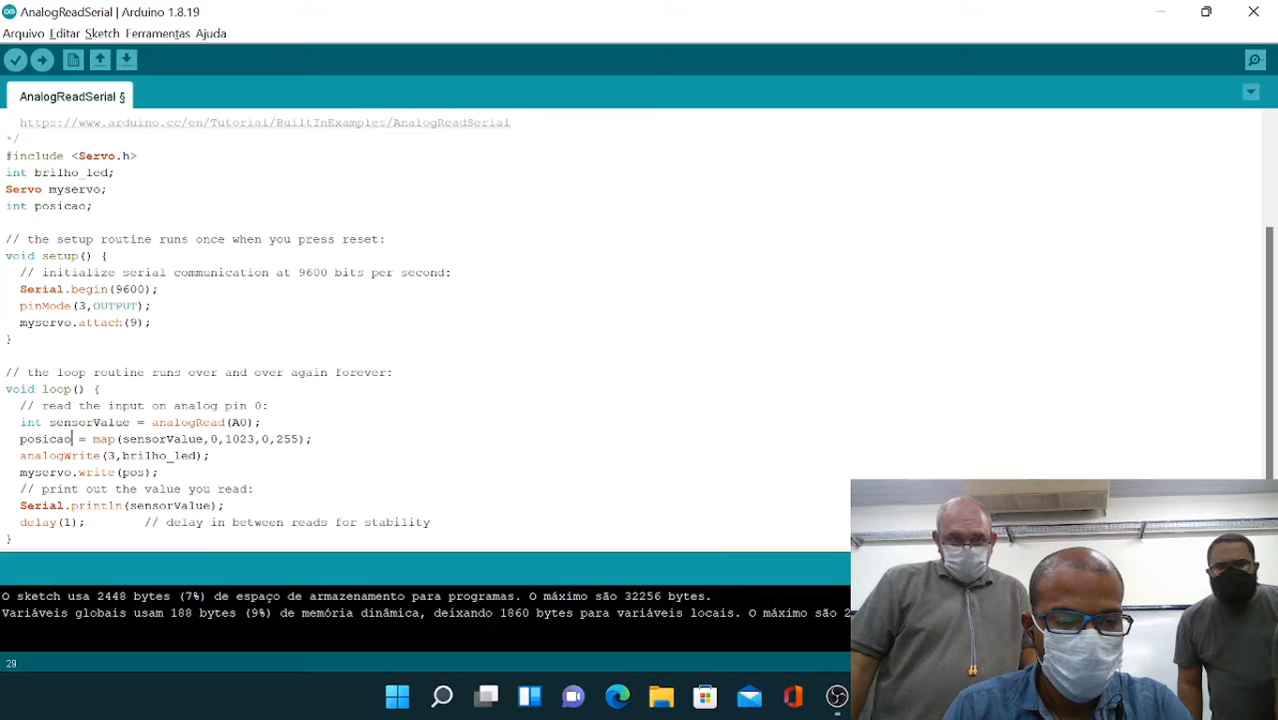 AnalogReadSerial | Arduino 1.8.19
Arquivo Editar Sketch Ferramentas Ajuda
AnalogReadSerial §
https://www.arduino.cc/en/Tutorial/BuiltInExamples/AnalogReadSerial
*/
#include <Servo.h>
int brilho_led;
Servo myservo;
int posicao;
// the setup routine runs once when you press reset:
void setup() {
// initialize serial communication at 9600 bits per second:
Serial.begin(9600);
pinMode(3,OUTPUT);
myservo.attach(9);
}
// the loop routine runs over and over again forever:
void loop() {
// read the input on analog pin 0:
int sensorValue = analogRead(A0);
posicao = map(sensorValue,0,1023,0,255);
analogWrite(3,brilho_led);
myservo.write(pos);
// print out the value you read:
Serial.println(sensorValue);
delay(1); // delay in between reads for stability
}
O sketch usa 2448 bytes (7%) de espaço de armazenamento para programas. O máximo são 32256 bytes.
Variáveis globais usam 188 bytes (9%) de memória dinâmica, deixando 1860 bytes para variáveis locais. O máximo são 2
29